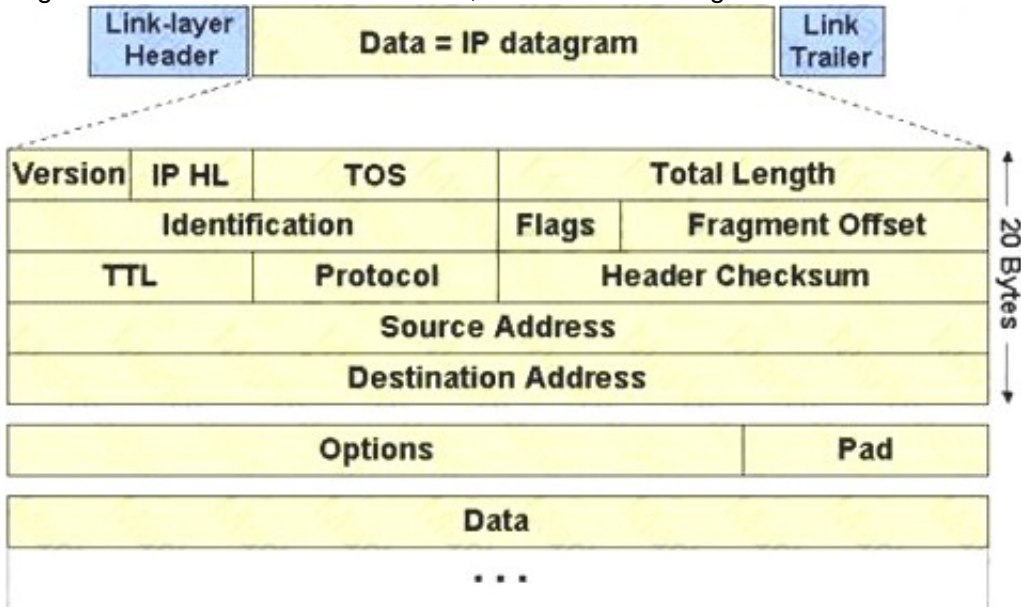 Link-layer Header
Data = IP datagram
Link Trailer
Version IP HL TOS Total Length
Identification Flags Fragment Offset
TTL Protocol Header Checksum
Source Address
Destination Address
20 Bytes
Options Pad
Data
...